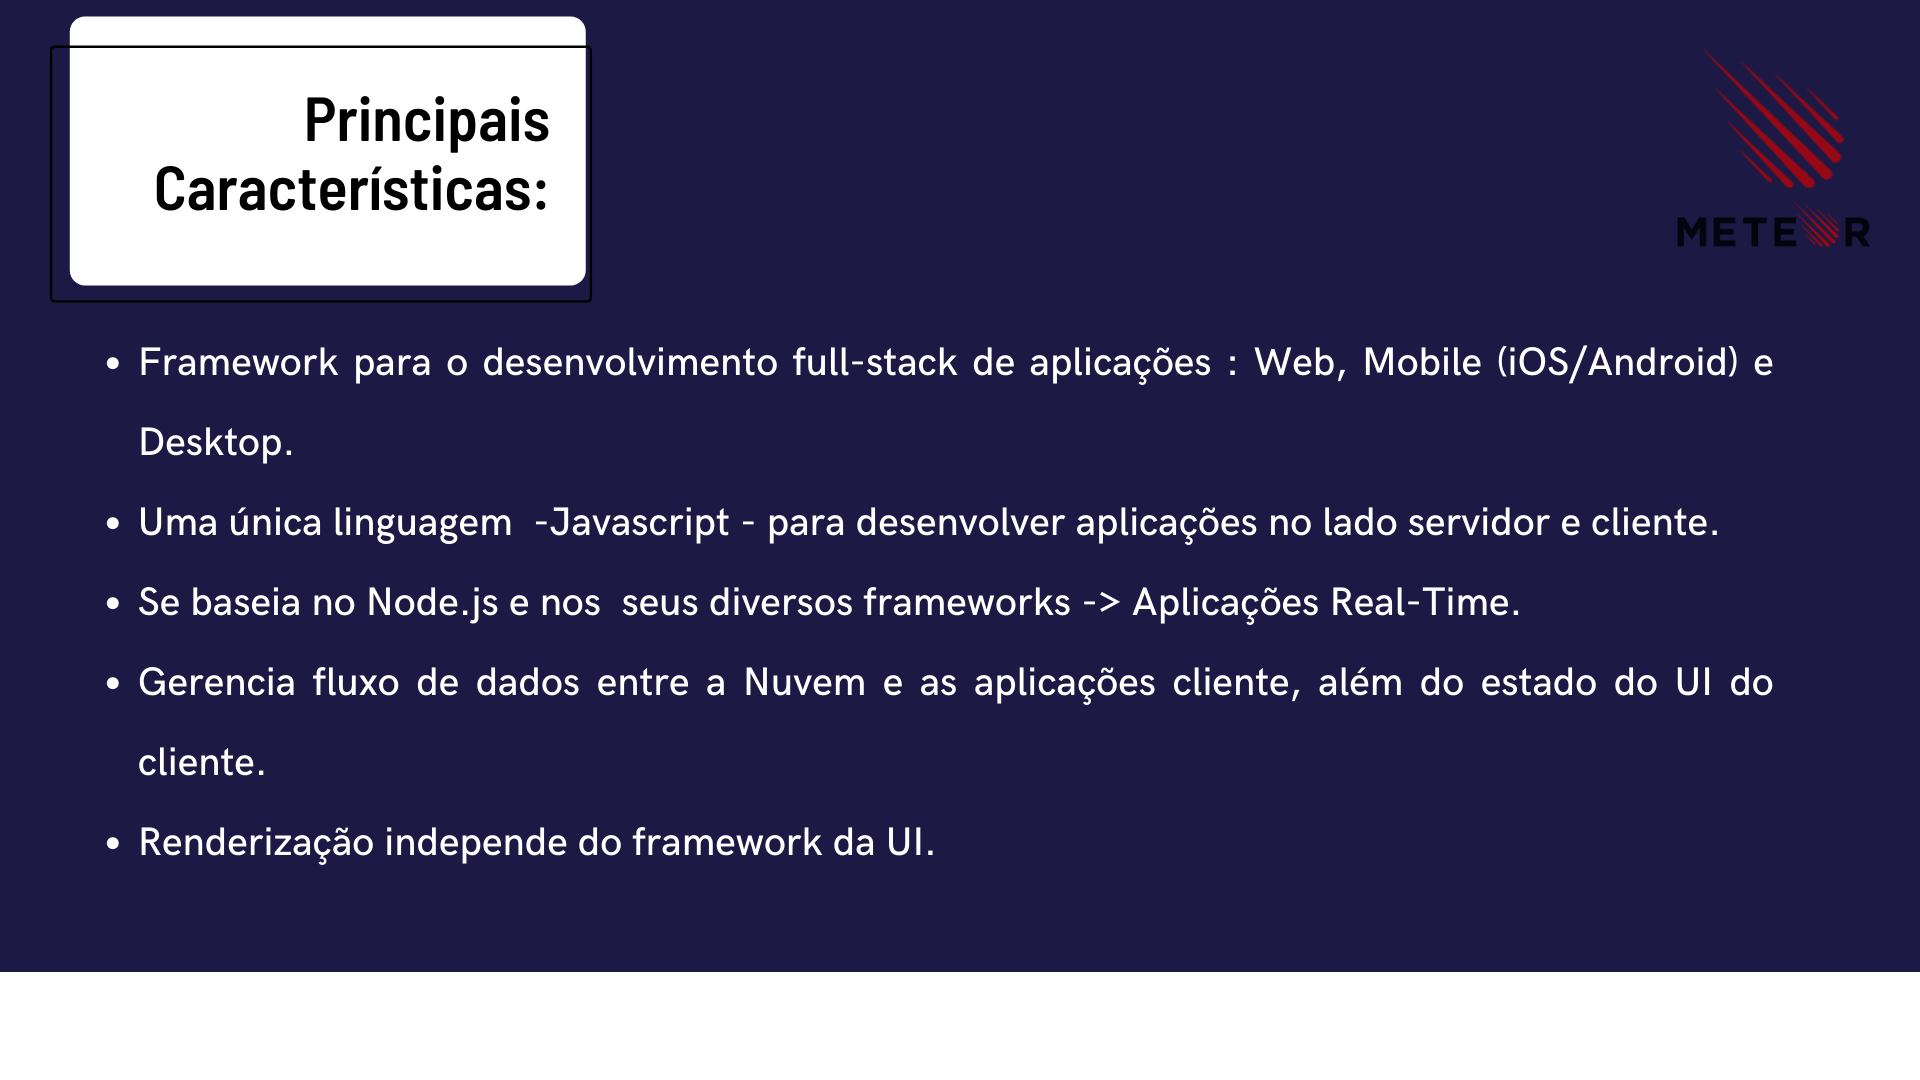 Principais
Características:
METEOR
• Framework para o desenvolvimento full-stack de aplicações : Web, Mobile (iOS/Android) e
Desktop.
• Uma única linguagem  -Javascript - para desenvolver aplicações no lado servidor e cliente.
• Se baseia no Node.js e nos  seus diversos frameworks -> Aplicações Real-Time.
• Gerencia fluxo de dados entre a Nuvem e as aplicações cliente, além do estado do UI do
cliente.
• Renderização independe do framework da UI.